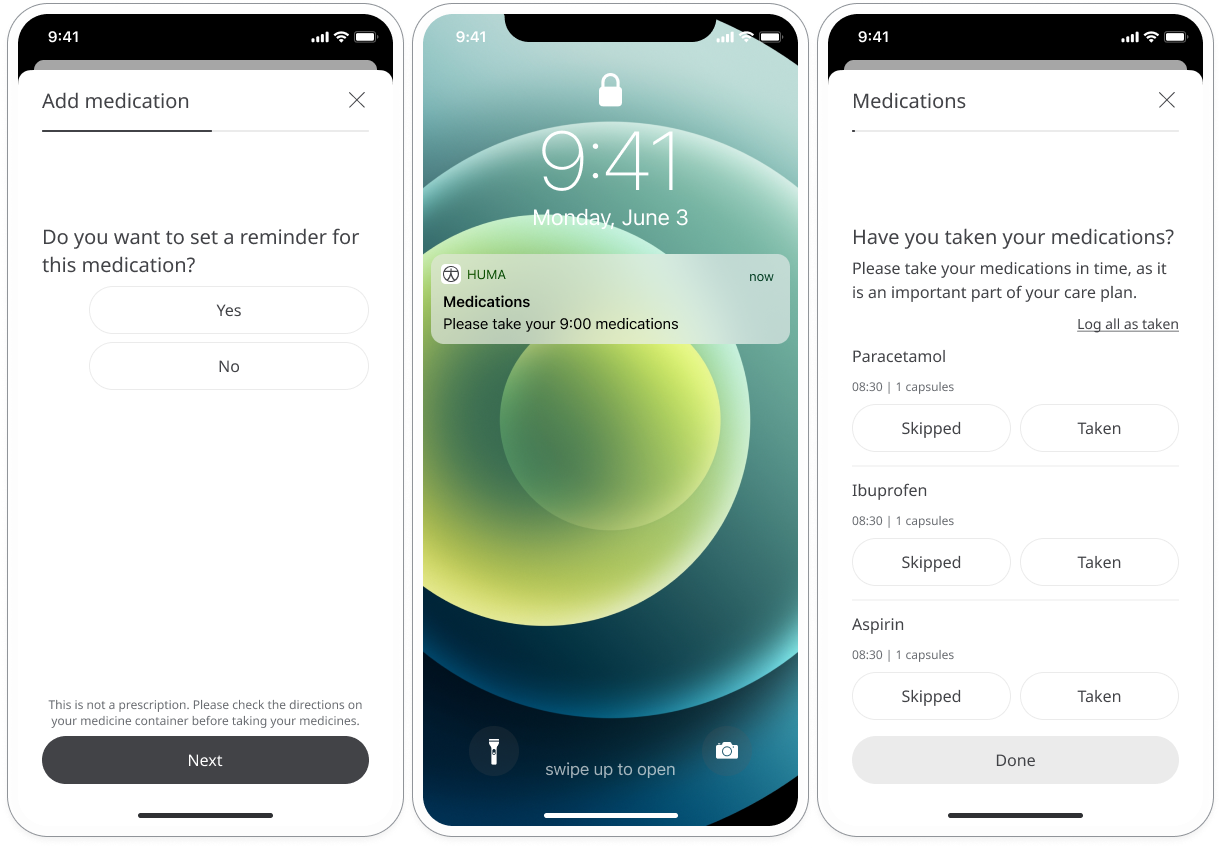 9:41
Add medication
Do you want to set a reminder for
this medication?
Yes
No
This is not a prescription. Please check the directions on
your medicine container before taking your medicines.
Next
9:41
9:41
Monday, June 3
HUMA
now
Medications
Please take your 9:00 medications
swipe up to open
9:41
Medications
Have you taken your medications?
Please take your medications in time, as it
is an important part of your care plan.
Log all as taken
Paracetamol
08:30 | 1 capsules
Skipped
Taken
Ibuprofen
08:30 | 1 capsules
Skipped
Taken
Aspirin
08:30 | 1 capsules
Skipped
Taken
Done